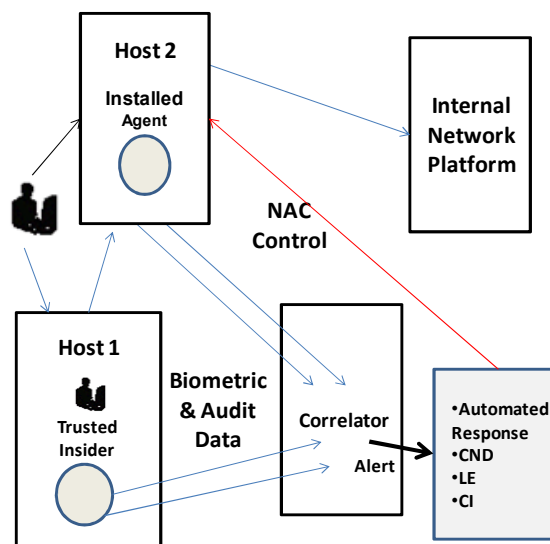 Host 2
Installed
Agent
Internal
Network
Platform
NAC
Control
Host 1
Trusted
Insider
Biometric
& Audit
Data
Correlator
Alert
•Automated
Response
•CND
•LE
•CI